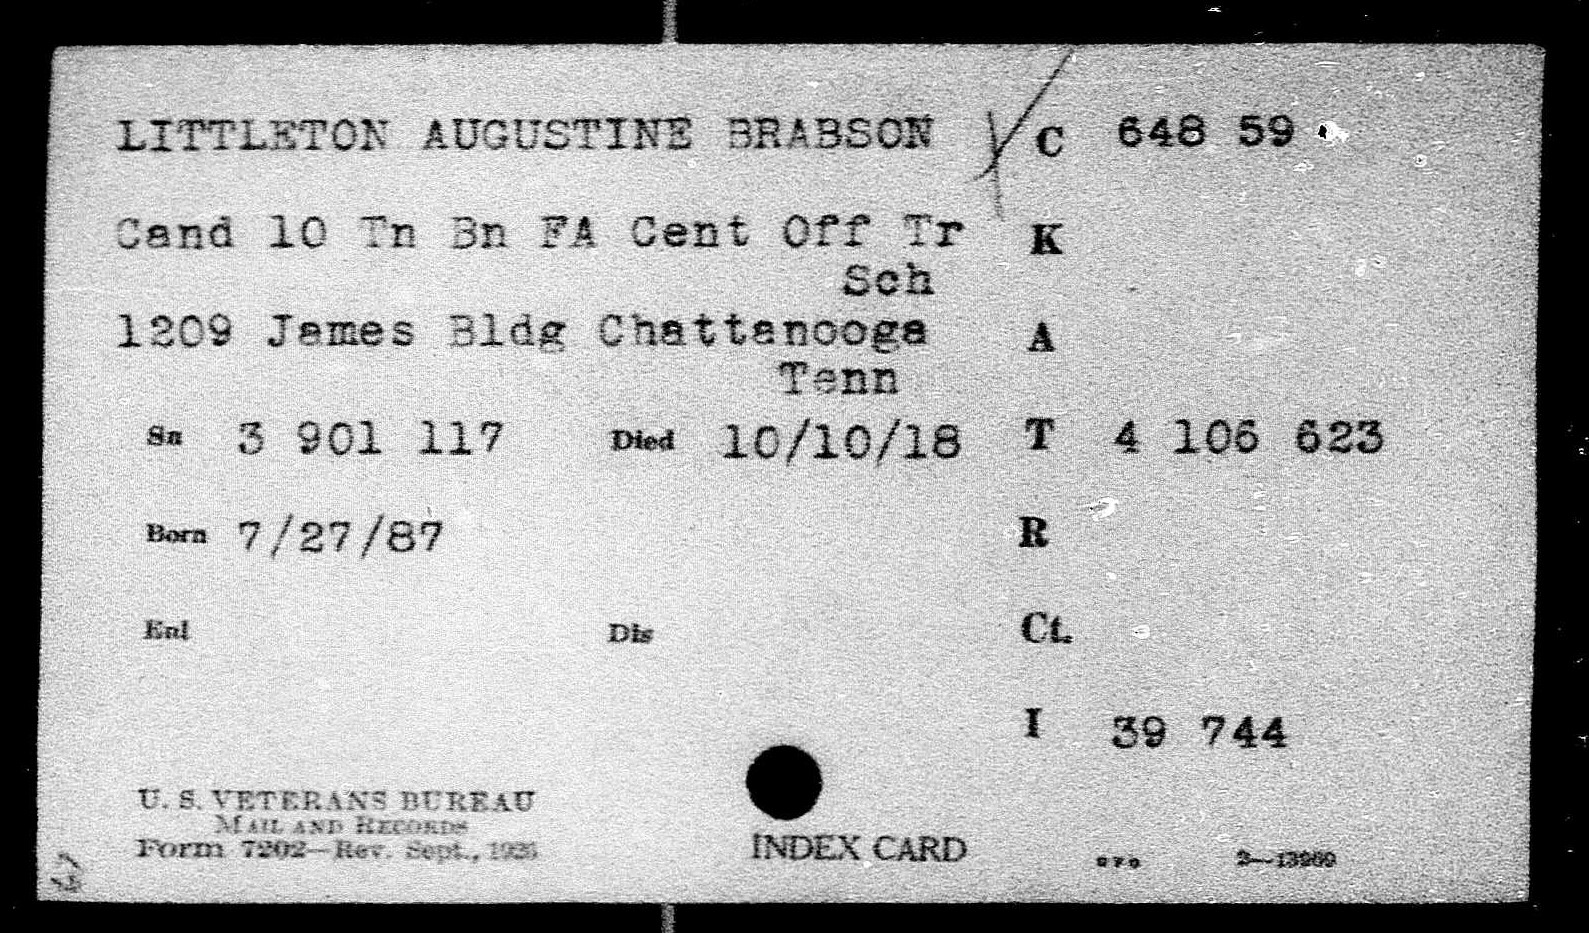 LITTLETON AUGUSTINE BRABSON C 648 59
Cand 10 Tn Bn FA Cent Off Tr K
Sch
1209 James Bldg Chattanooga A
Tenn
Sn 3 901 117 Died 10/10/18 T 4 106 623
Born 7/27/87 R
Enl Dis Ct.
I 39 744
U. S. VETERANS BUREAU
MAIL AND RECORDS
Form 7202—Rev. Sept., 
INDEX CARD GPO